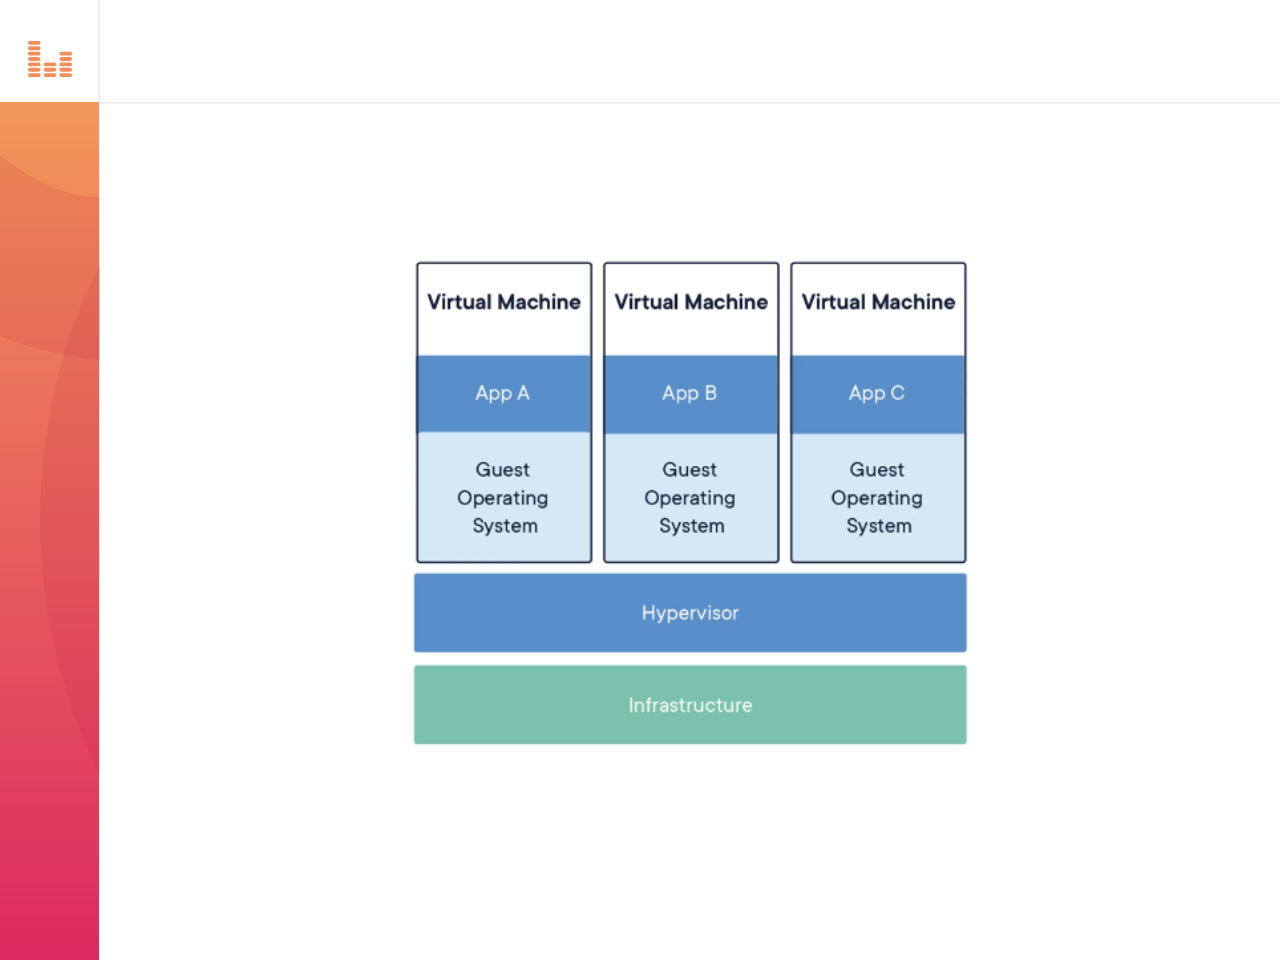 Virtual Machine
Virtual Machine
Virtual Machine
App A
App B
App C
Guest
Operating
System
Guest
Operating
System
Guest
Operating
System
Hypervisor
Infrastructure